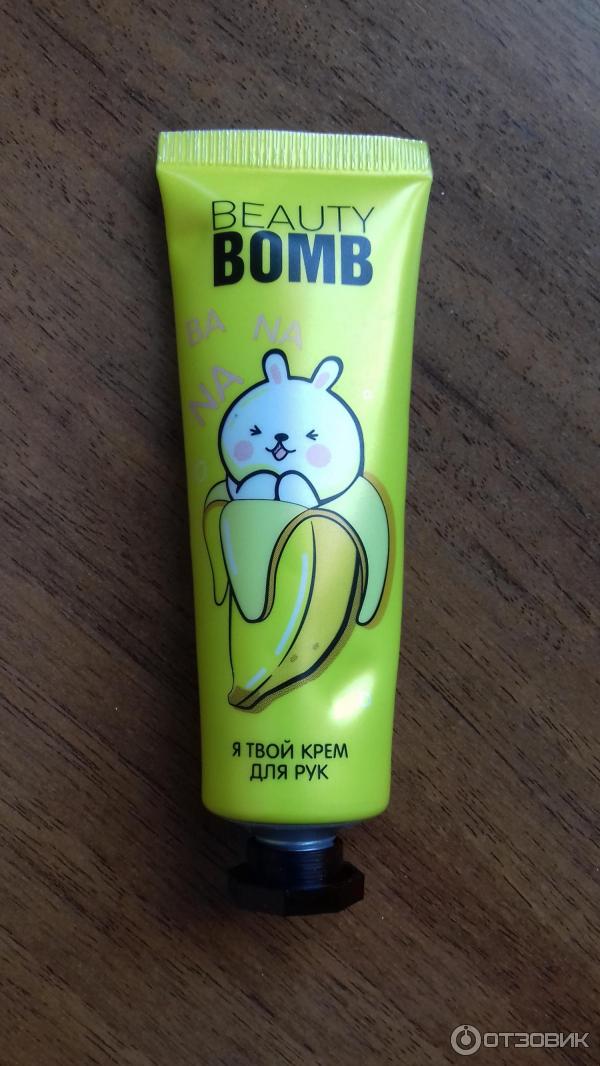 BEAUTY
BOMB
BA NA
NA
Я ТВОЙ КРЕМ
ДЛЯ РУК
ОТЗОВИК